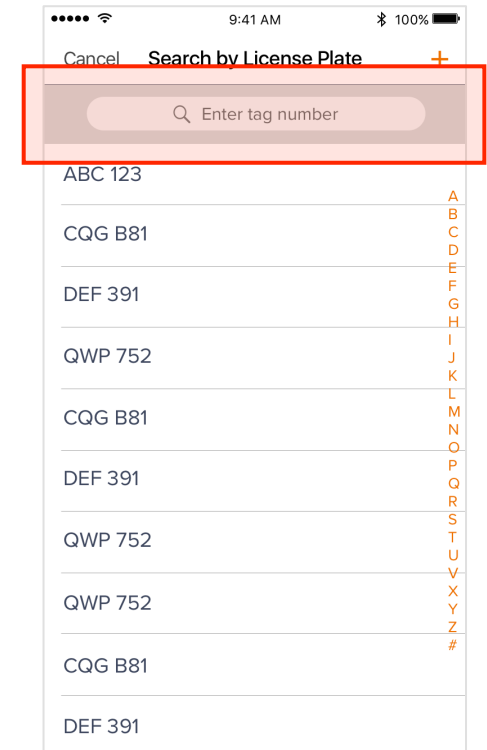 9:41 AM 100%
Cancel Search by License Plate +
Enter tag number
ABC 123
CQG B81
DEF 391
QWP 752
CQG B81
DEF 391
QWP 752
QWP 752
CQG B81
DEF 391
A
B
C
D
E
F
G
H
I
J
K
L
M
N
O
P
Q
R
S
T
U
V
X
Y
Z
#